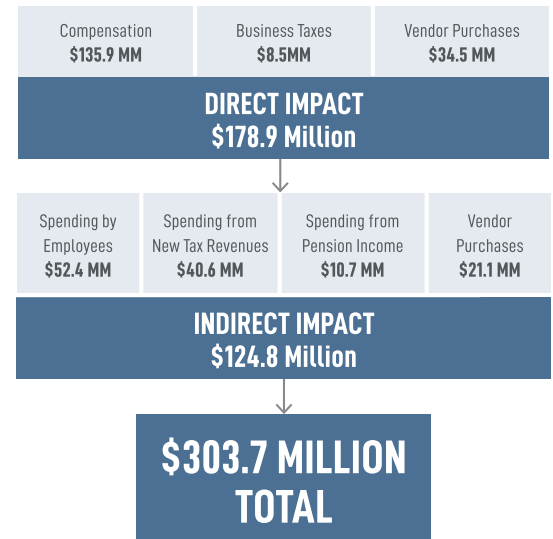 Compensation
$135.9 MM
Business Taxes
$8.5MM
Vendor Purchases
$34.5 MM
DIRECT IMPACT
$178.9 Million
Spending by
Employees
$52.4 MM
Spending from
New Tax Revenues
$40.6 MM
Spending from
Pension Income
$10.7 MM
Vendor
Purchases
$21.1 MM
INDIRECT IMPACT
$124.8 Million
$303.7 MILLION
TOTAL